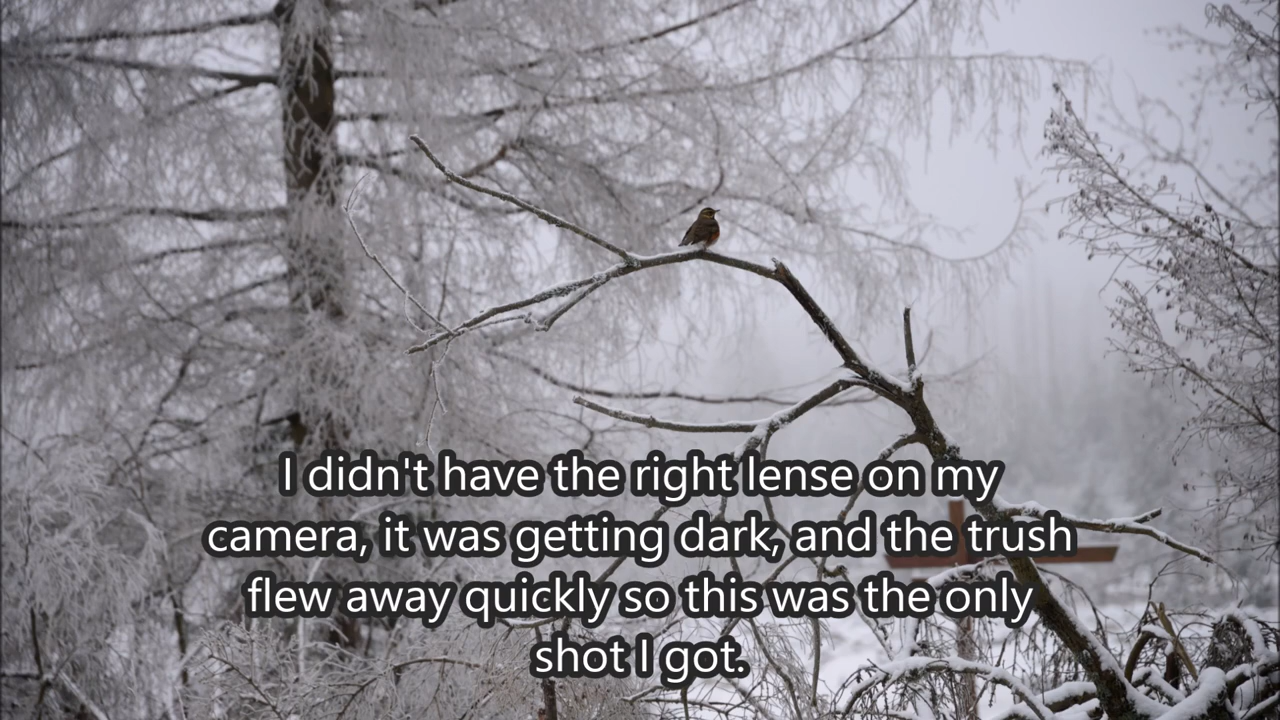 I didn't have the right lense on my
camera, it was getting dark, and the trush
flew away quickly so this was the only
shot I got.